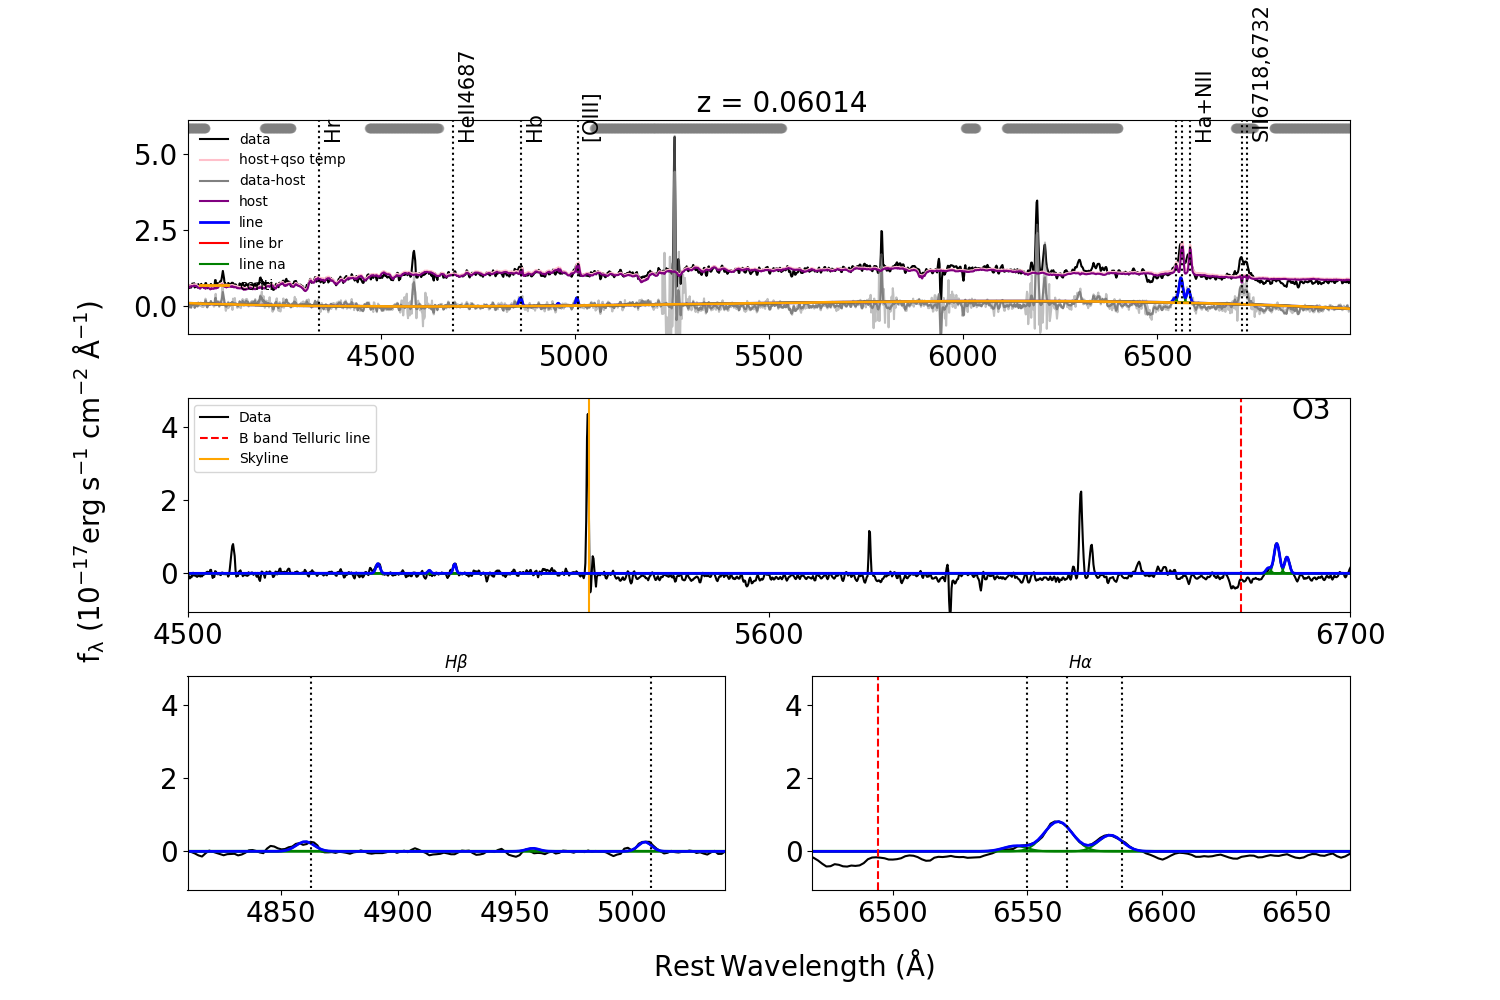 z = 0.06014
Hr
HeII4687
Hb
[OIII]
Ha+NII
SII6718,6732
data
host+qso temp
data-host
host
line
line br
line na
5.0
2.5
0.0
4500 5000 5500 6000 6500
fλ (10−17erg s−1 cm−2 Å−1)
O3
Data
B band Telluric line
Skyline
4
2
0
4500 5600 6700
Hβ
4
2
0
4850 4900 4950 5000
Hα
4
2
0
6500 6550 6600 6650
Rest Wavelength (Å)